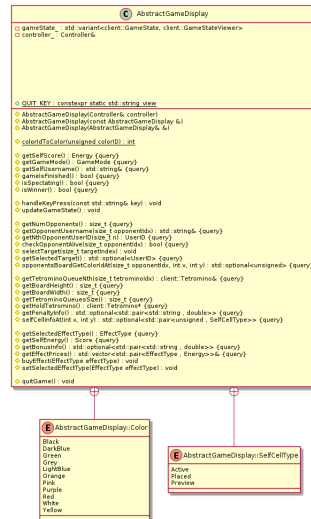 C AbstractGameDisplay
gameState_ : std::variant<client::GameState, client::GameStateViewer>
controller_ : Controller&
QUIT_KEY : constexpr static std::string_view
AbstractGameDisplay(Controller& controller)
AbstractGameDisplay(const AbstractGameDisplay &)
AbstractGameDisplay(AbstractGameDisplay& &)
colorIdToColor(unsigned colorID) : int
getSelfScore() : Energy {query}
getGameMode() : GameMode {query}
getSelfUsername() : std::string& {query}
gameIsFinished() : bool {query}
isSpectating() : bool {query}
isWinner() : bool {query}
handleKeyPress(const std::string& key) : void
updateGameState() : void
getNumOpponents() : size_t {query}
getOpponentUsername(size_t opponentIdx) : std::string& {query}
getNthOpponentUserID(size_t n) : UserID {query}
checkOpponentAlive(size_t opponentIdx) : bool {query}
selectTarget(size_t targetIndex) : void
getSelectedTarget() : std::optional<UserID> {query}
opponentsBoardGetColorIdAt(size_t opponentIdx, int x, int y) : std::optional<unsigned> {query}
getTetrominoQueueNth(size_t tetrominoIdx) : client::Tetromino& {query}
getBoardHeight() : size_t {query}
getBoardWidth() : size_t {query}
getTetrominoQueuesSize() : size_t {query}
getHoldTetromino() : client::Tetromino* {query}
getPenaltyInfo() : std::optional<std::pair<std::string , double>> {query}
selfCellInfoAt(int x, int y) : std::optional<std::pair<unsigned , SelfCellType>> {query}
getSelectedEffectType() : EffectType {query}
getSelfEnergy() : Score {query}
getBonusInfo() : std::optional<std::pair<std::string , double>> {query}
getEffectPrices() : std::vector<std::pair<EffectType , Energy>>& {query}
buyEffect(EffectType effectType) : void
setSelectedEffectType(EffectType effectType) : void
quitGame() : void
E AbstractGameDisplay::Color
Black
DarkBlue
Green
Grey
LightBlue
Orange
Pink
Purple
Red
White
Yellow
E AbstractGameDisplay::SelfCellType
Active
Placed
Preview